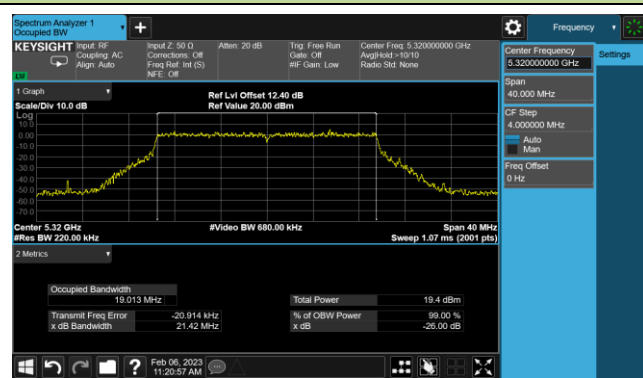 Spectrum Analyzer 1
Occupied BW
Frequency
KEYSIGHT
Input: RF
Coupling: AC
Align: Auto
Input Z: 50 Ω
Corrections: Off
Freq Ref: Int (S)
NFE: Off
Atten: 20 dB
Trig: Free Run
Gate: Off
#IF Gain: Low
Center Freq: 5.320000000 GHz
Avg|Hold:>10/10
Radio Std: None
Center Frequency
5.320000000 GHz
Settings
Span
40.000 MHz
CF Step
4.000000 MHz
Auto
Man
Freq Offset
0 Hz
1 Graph
Scale/Div 10.0 dB
Ref Lvl Offset 12.40 dB
Ref Value 20.00 dBm
Log
10.0
0.00
-10.0
-20.0
-30.0
-40.0
-50.0
-60.0
-70.0
Center 5.32 GHz
#Video BW 680.00 kHz
Span 40 MHz
#Res BW 220.00 kHz
Sweep 1.07 ms (2001 pts)
2 Metrics
Occupied Bandwidth
19.013 MHz
Total Power 19.4 dBm
Transmit Freq Error -20.914 kHz
% of OBW Power 99.00 %
x dB Bandwidth 21.42 MHz
x dB -26.00 dB
Feb 06, 2023
11:20:57 AM